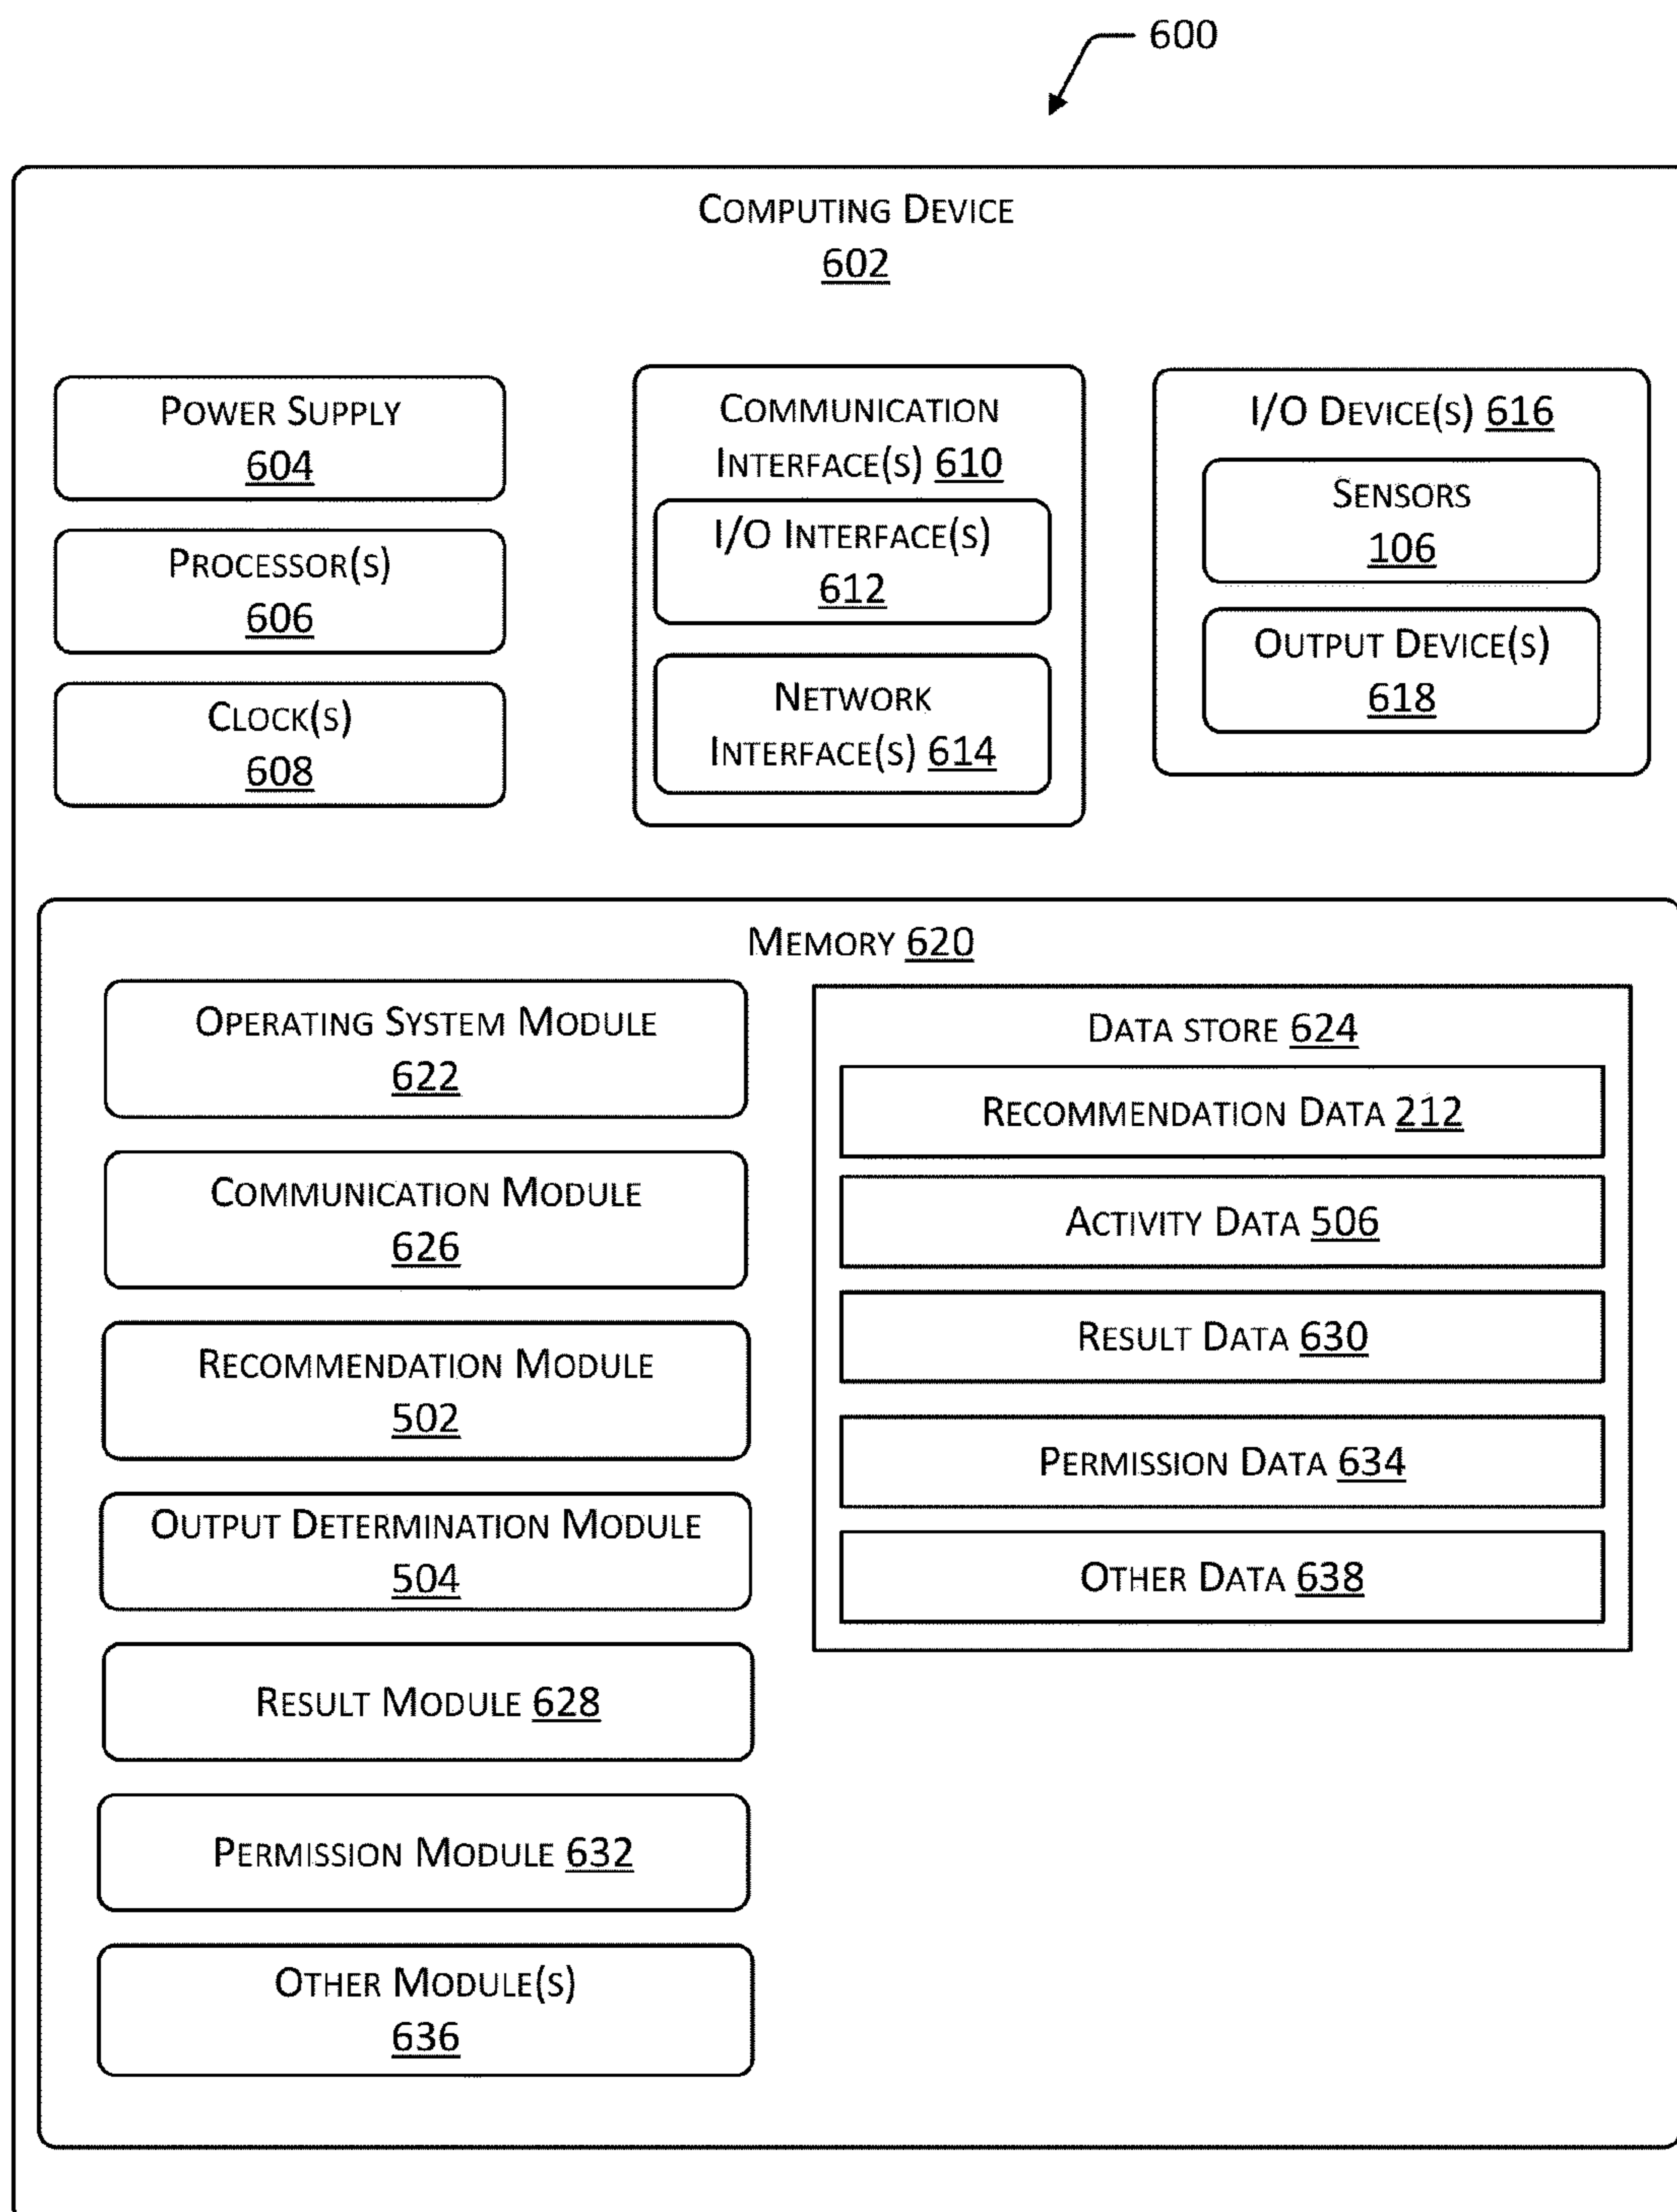 600
Computing Device
602
Power Supply
604
Processor(s)
606
Clock(s)
608
Communication
Interface(s) 610
I/O Interface(s)
612
Network
Interface(s) 614
I/O Device(s) 616
Sensors
106
Output Device(s)
618
Memory 620
Operating System Module
622
Communication Module
626
Recommendation Module
502
Output Determination Module
504
Result Module 628
Permission Module 632
Other Module(s)
636
Data store 624
Recommendation Data 212
Activity Data 506
Result Data 630
Permission Data 634
Other Data 638